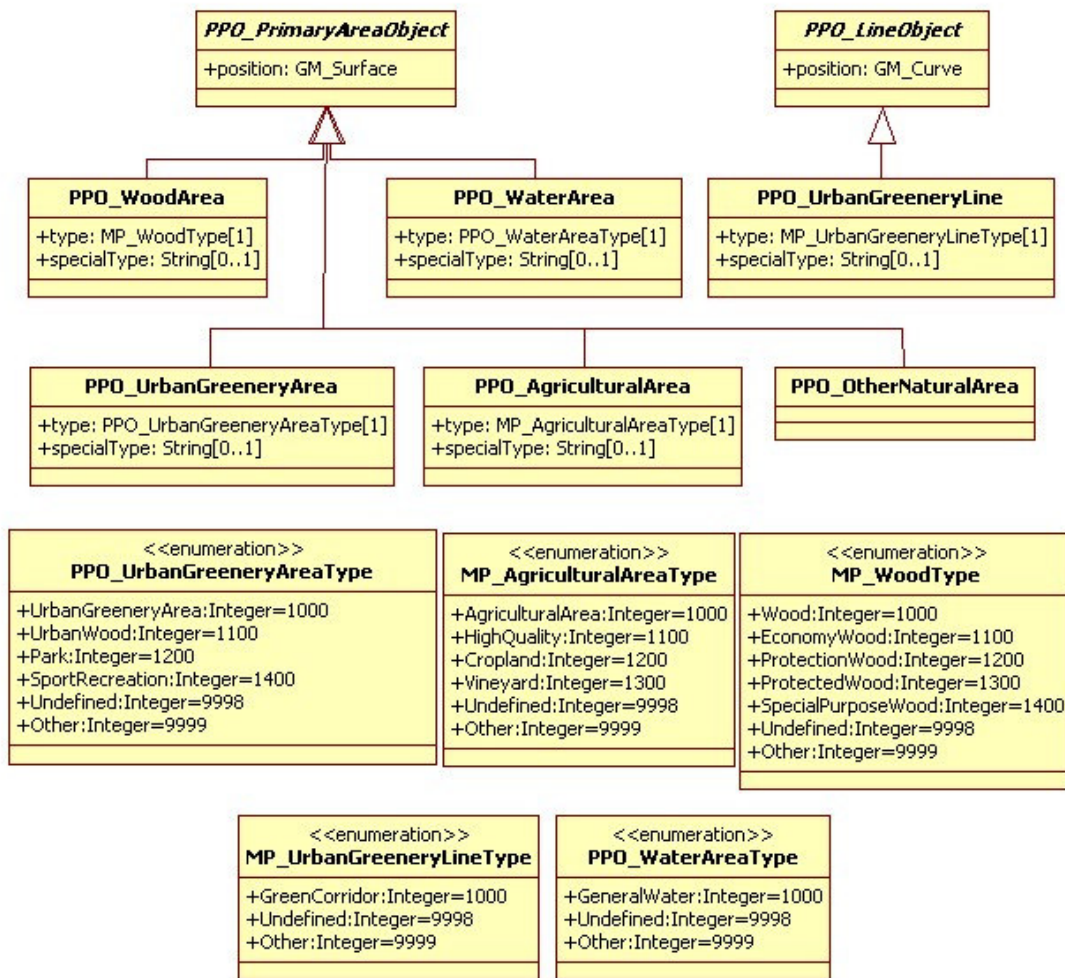 PPO_PrimaryAreaObject
+position: GM_Surface
PPO_LineObject
+position: GM_Curve
PPO_WoodArea
+type: MP_WoodType[1]
+specialType: String[0..1]
PPO_WaterArea
+type: PPO_WaterAreaType[1]
+specialType: String[0..1]
PPO_UrbanGreeneryLine
+type: MP_UrbanGreeneryLineType[1]
+specialType: String[0..1]
PPO_UrbanGreeneryArea
+type: PPO_UrbanGreeneryAreaType[1]
+specialType: String[0..1]
PPO_AgriculturalArea
+type: MP_AgriculturalAreaType[1]
+specialType: String[0..1]
PPO_OtherNaturalArea
<<enumeration>>
PPO_UrbanGreeneryAreaType
+UrbanGreeneryArea:Integer=1000
+UrbanWood:Integer=1100
+Park:Integer=1200
+SportRecreation:Integer=1400
+Undefined:Integer=9998
+Other:Integer=9999
<<enumeration>>
MP_AgriculturalAreaType
+AgriculturalArea:Integer=1000
+HighQuality:Integer=1100
+Cropland:Integer=1200
+Vineyard:Integer=1300
+Undefined:Integer=9998
+Other:Integer=9999
<<enumeration>>
MP_WoodType
+Wood:Integer=1000
+EconomyWood:Integer=1100
+ProtectionWood:Integer=1200
+ProtectedWood:Integer=1300
+SpecialPurposeWood:Integer=1400
+Undefined:Integer=9998
+Other:Integer=9999
<<enumeration>>
MP_UrbanGreeneryLineType
+GreenCorridor:Integer=1000
+Undefined:Integer=9998
+Other:Integer=9999
<<enumeration>>
PPO_WaterAreaType
+GeneralWater:Integer=1000
+Undefined:Integer=9998
+Other:Integer=9999